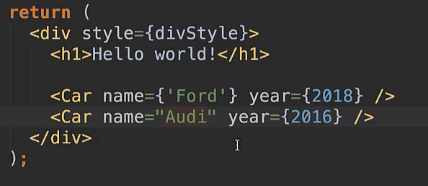 return (
<div style={divStyle}>
<h1>Hello world!</h1>
<Car name={'Ford'} year={2018} />
<Car name="Audi" year={2016} />
</div>
);